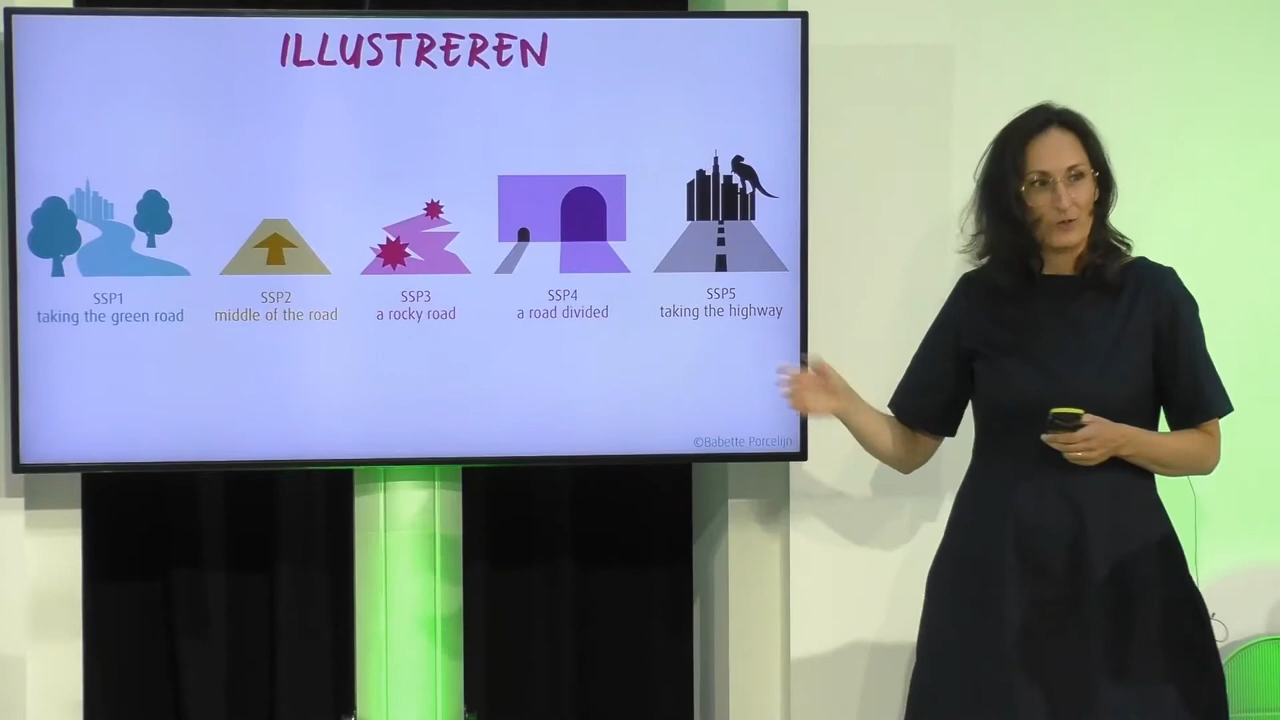 ILLUSTREREN
SSP1
taking the green road
SSP2
middle of the road
SSP3
a rocky road
SSP4
a road divided
SSP5
taking the highway
©Babette Porcelijn